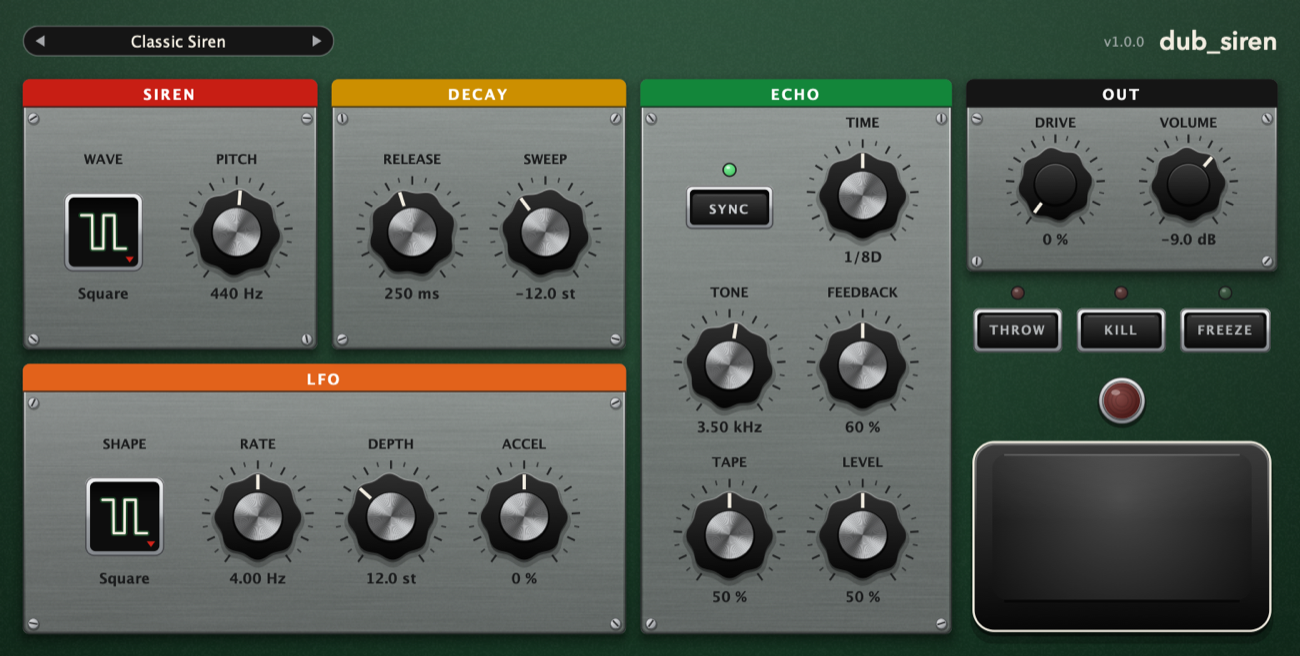 Classic Siren
v1.0.0 dub_siren
SIREN
WAVE PITCH
Square 440 Hz
DECAY
RELEASE SWEEP
250 ms −12.0 st
LFO
SHAPE RATE DEPTH ACCEL
Square 4.00 Hz 12.0 st 0 %
ECHO
TIME
SYNC
1/8D
TONE FEEDBACK
3.50 kHz 60 %
TAPE LEVEL
50 % 50 %
OUT
DRIVE VOLUME
0 % −9.0 dB
THROW KILL FREEZE